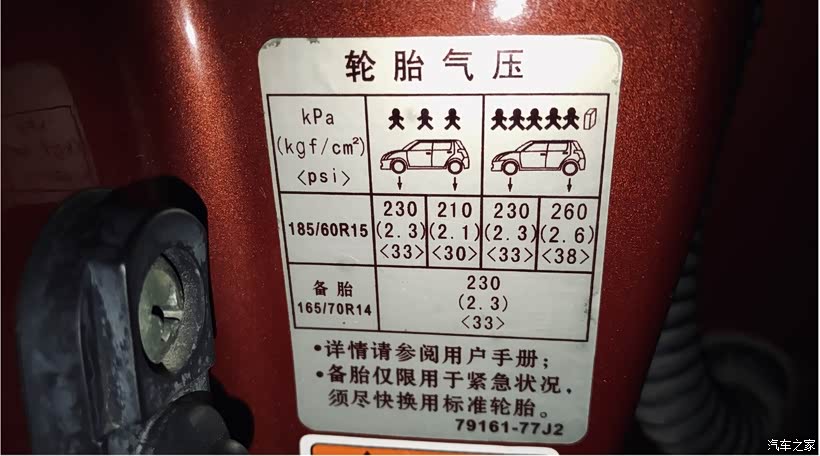 轮胎气压
kPa
(kgf/cm²)
<psi>
185/60R15
230 210 230 260
(2.3) (2.1) (2.3) (2.6)
<33> <30> <33> <38>
备胎
165/70R14
230
(2.3)
<33>
•详情请参阅用户手册；
•备胎仅限用于紧急状况，
须尽快换用标准轮胎。
79161-77J2
汽车之家